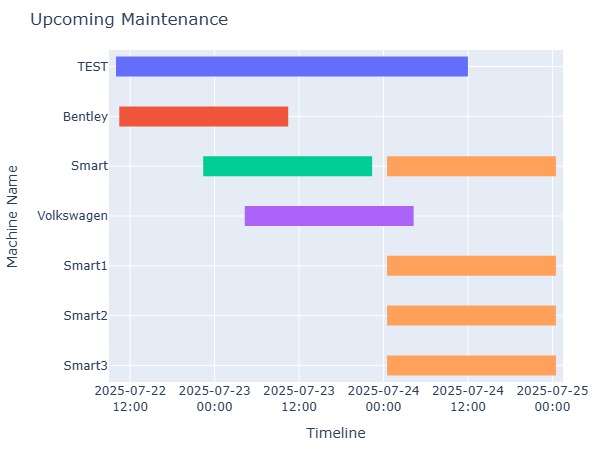 Upcoming Maintenance
Machine Name
TEST
Bentley
Smart
Volkswagen
Smart1
Smart2
Smart3
2025-07-22 2025-07-23 2025-07-23 2025-07-24 2025-07-24 2025-07-25
12:00 00:00 12:00 00:00 12:00 00:00
Timeline